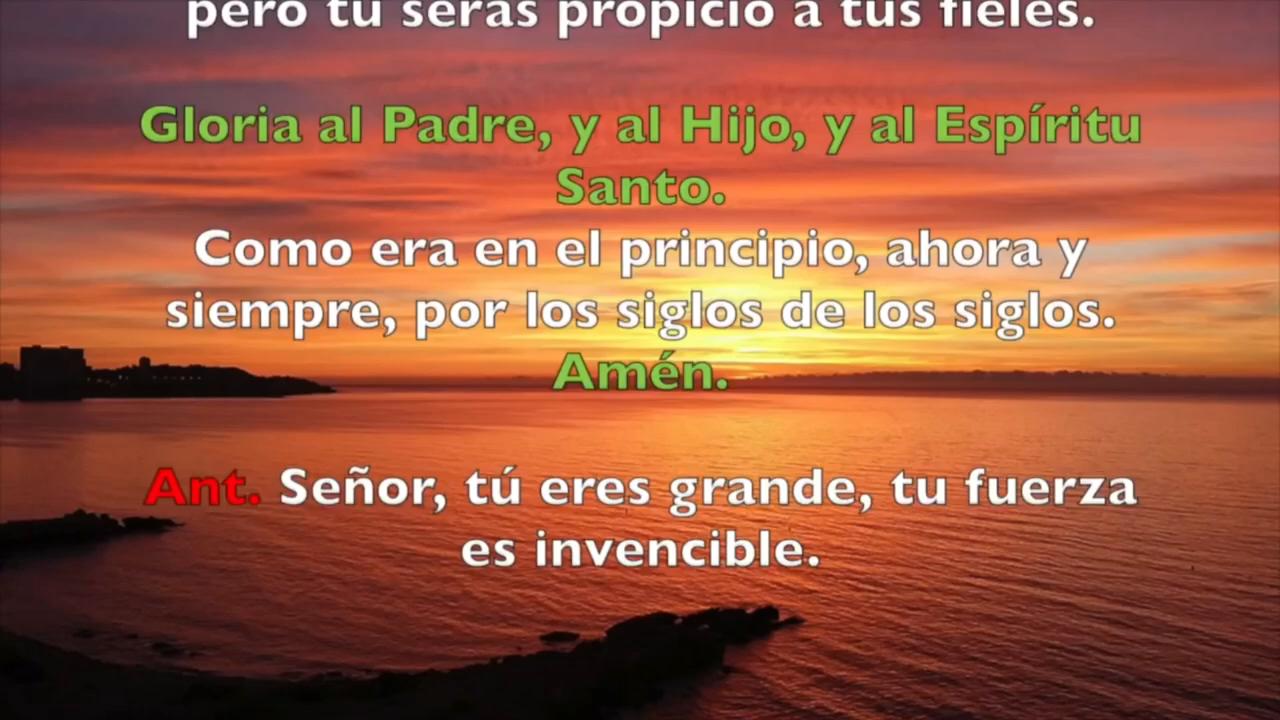 pero tú serás propicio a tus fieles.
Gloria al Padre, y al Hijo, y al Espíritu
Santo.
Como era en el principio, ahora y
siempre, por los siglos de los siglos.
Amén.
Ant. Señor, tú eres grande, tu fuerza
es invencible.